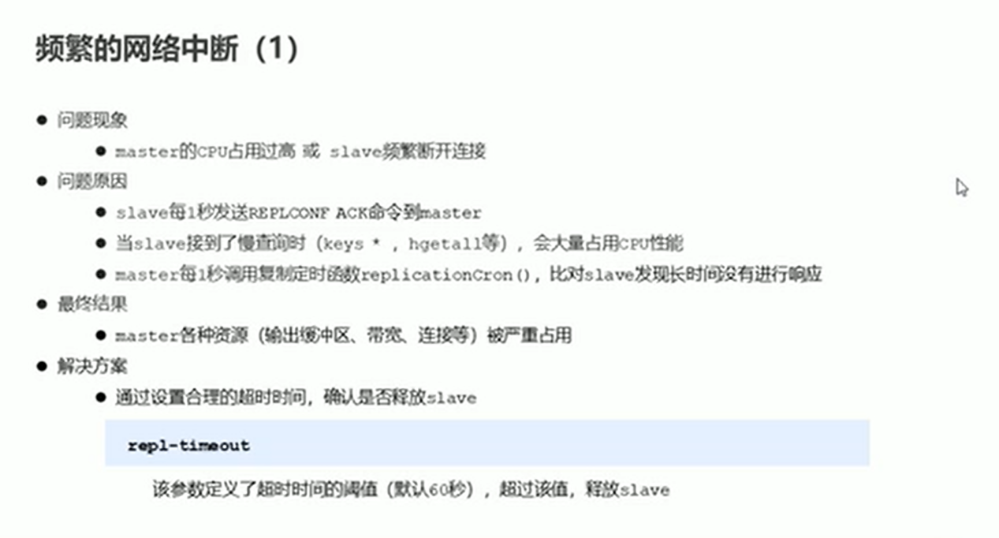 频繁的网络中断（1）
问题现象
master的CPU占用过高 或 slave频繁断开连接
问题原因
slave每1秒发送REPLCONF ACK命令到master
当slave接到了慢查询时（keys * ，hgetall等），会大量占用CPU性能
master每1秒调用复制定时函数replicationCron()，比对slave发现长时间没有进行响应
最终结果
master各种资源（输出缓冲区、带宽、连接等）被严重占用
解决方案
通过设置合理的超时时间，确认是否释放slave
repl-timeout
该参数定义了超时时间的阈值（默认60秒），超过该值，释放slave